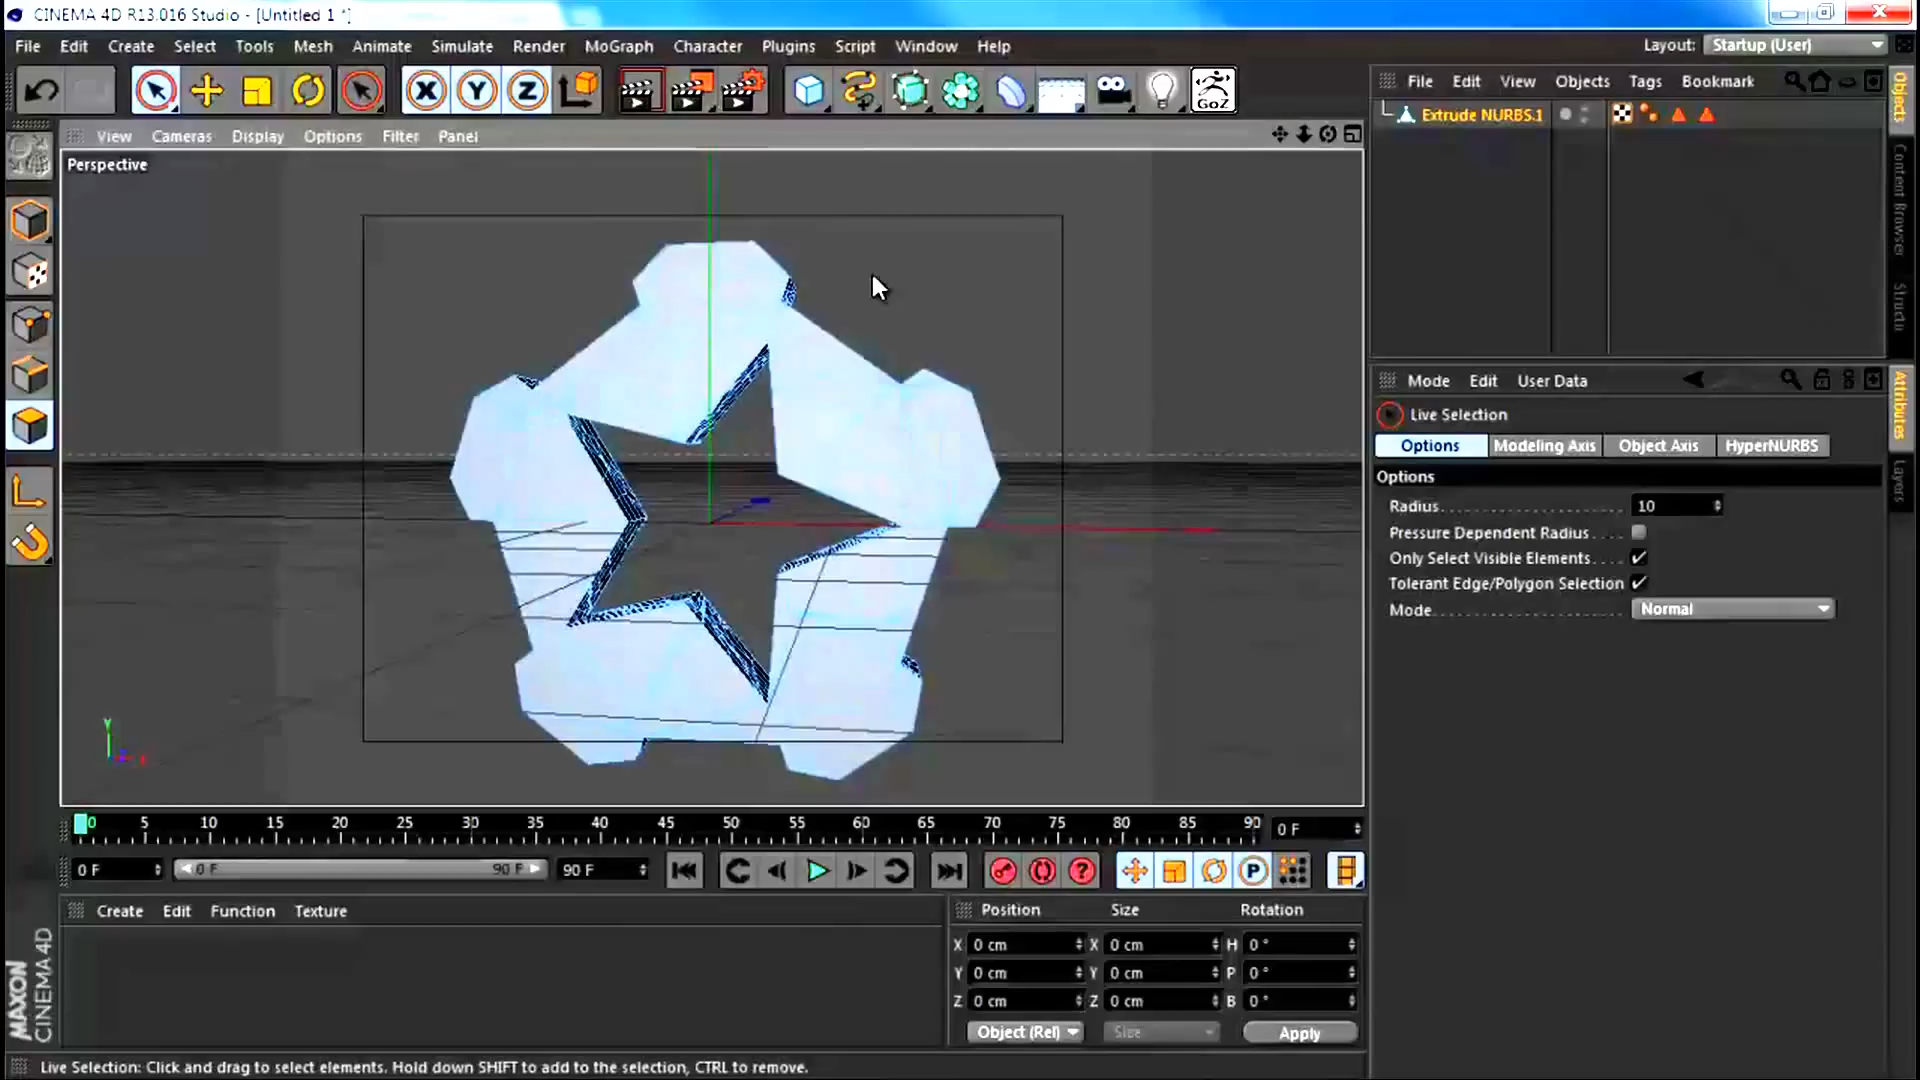 CINEMA 4D R13.016 Studio - [Untitled 1 *]
File Edit Create Select Tools Mesh Animate Simulate Render MoGraph Character Plugins Script Window Help
Layout: Startup (User)
X Y Z GoZ
File Edit View Objects Tags Bookmark
Extrude NURBS.1
View Cameras Display Options Filter Panel
Perspective
Y
X
Objects
Content Browser
Structu
Mode Edit User Data
Live Selection
Options Modeling Axis Object Axis HyperNURBS
Options
Radius 10
Pressure Dependent Radius
Only Select Visible Elements
Tolerant Edge/Polygon Selection
Mode Normal
Attributes
Layers
0 5 10 15 20 25 30 35 40 45 50 55 60 65 70 75 80 85 90 0 F
0 F 0 F 90 F 90 F ? P
Create Edit Function Texture
Position Size Rotation
X 0 cm X 0 cm H 0 °
Y 0 cm Y 0 cm P 0 °
Z 0 cm Z 0 cm B 0 °
Object (Rel) Size Apply
MAXON
CINEMA 4D
Live Selection: Click and drag to select elements. Hold down SHIFT to add to the selection, CTRL to remove.